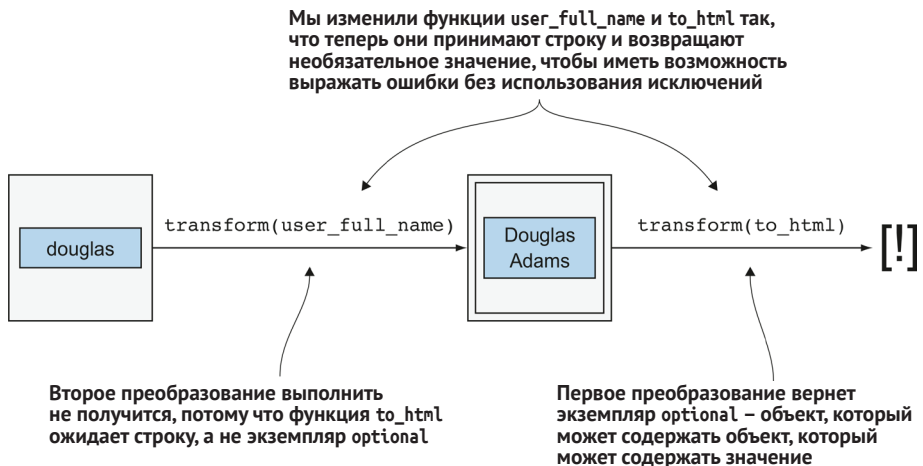 Мы изменили функции user_full_name и to_html так,
что теперь они принимают строку и возвращают
необязательное значение, чтобы иметь возможность
выражать ошибки без использования исключений
douglas
transform(user_full_name)
Douglas
Adams
transform(to_html)
[!]
Второе преобразование выполнить
не получится, потому что функция to_html
ожидает строку, а не экземпляр optional
Первое преобразование вернет
экземпляр optional – объект, который
может содержать объект, который
может содержать значение